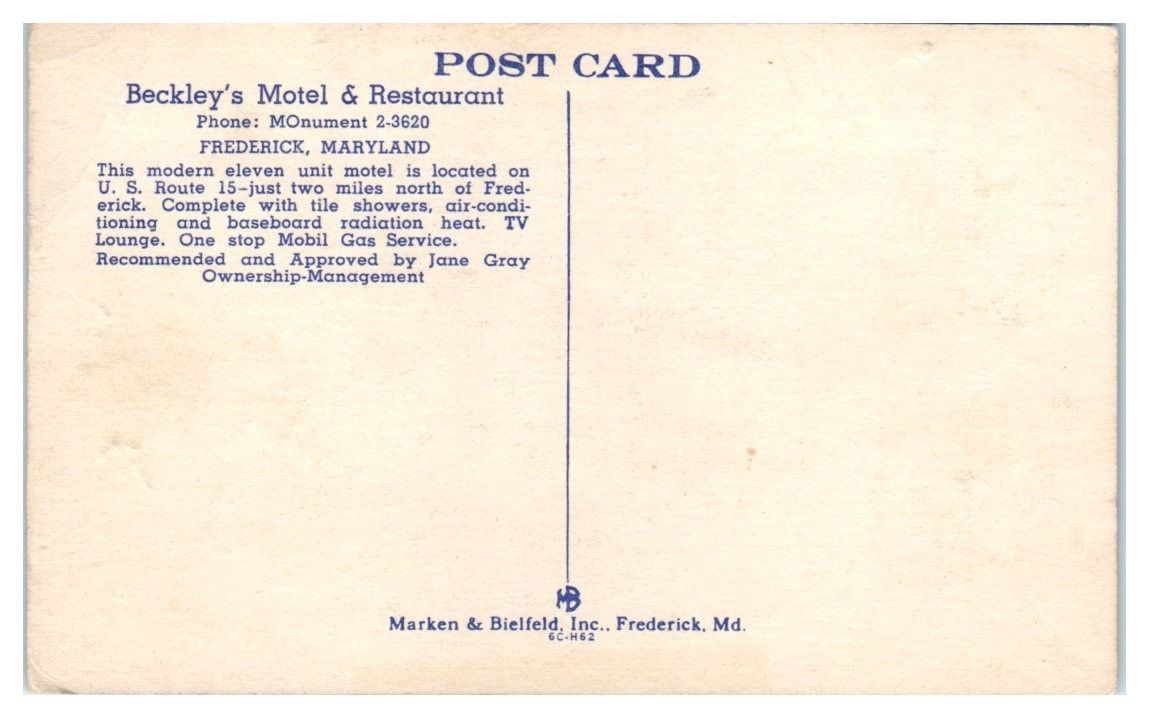 POST CARD
Beckley's Motel & Restaurant
Phone: MOnument 2-3620
FREDERICK, MARYLAND
This modern eleven unit motel is located on
U. S. Route 15-just two miles north of Fred-
erick. Complete with tile showers, air-condi-
tioning and baseboard radiation heat. TV
Lounge. One stop Mobil Gas Service.
Recommended and Approved by Jane Gray
Ownership-Management
MB
Marken & Bielfeld, Inc., Frederick, Md.
6C-H62